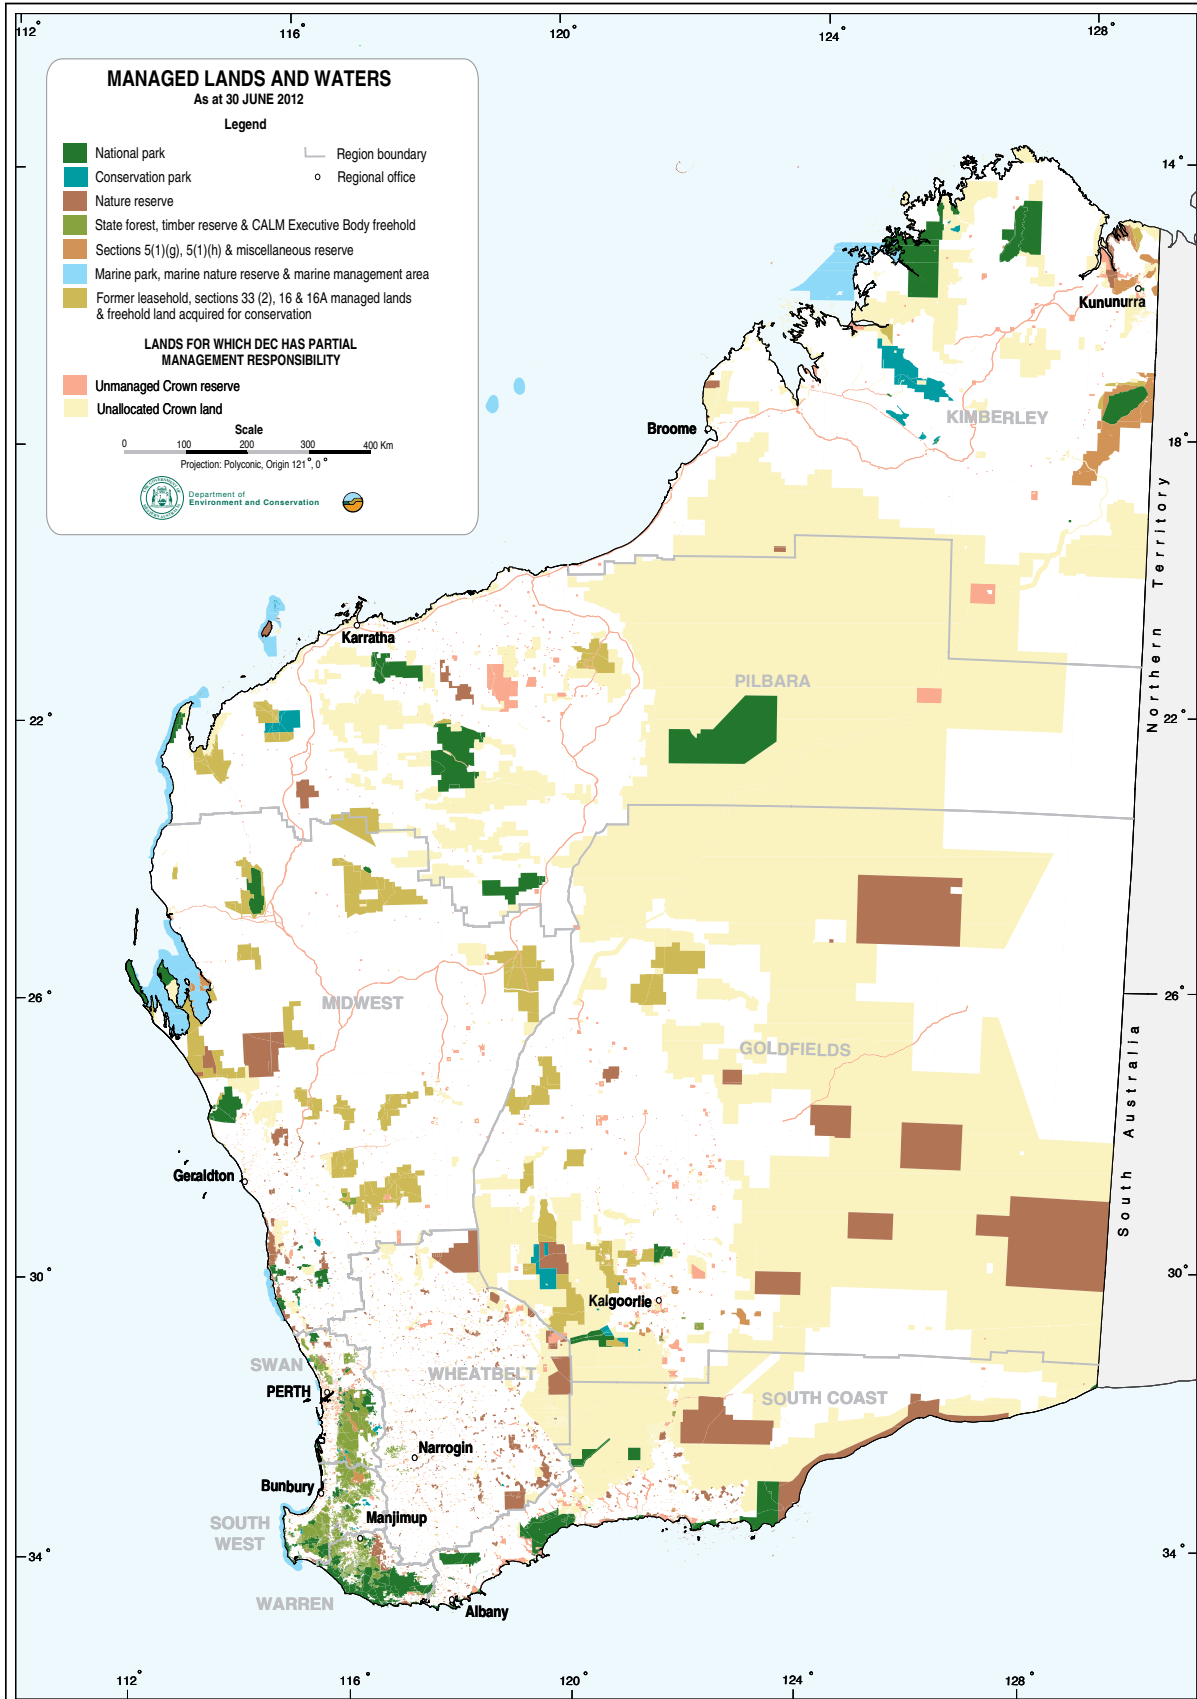 112° 116° 120° 124° 128°
MANAGED LANDS AND WATERS
As at 30 JUNE 2012
Legend
National park
Conservation park
Nature reserve
State forest, timber reserve & CALM Executive Body freehold
Sections 5(1)(g), 5(1)(h) & miscellaneous reserve
Marine park, marine nature reserve & marine management area
Former leasehold, sections 33 (2), 16 & 16A managed lands
& freehold land acquired for conservation
Region boundary
Regional office
LANDS FOR WHICH DEC HAS PARTIAL
MANAGEMENT RESPONSIBILITY
Unmanaged Crown reserve
Unallocated Crown land
Scale
0 100 200 300 400 Km
Projection: Polyconic, Origin 121°, 0°
Department of
Environment and Conservation
14°
Kununurra
KIMBERLEY
Broome
18°
Northern Territory
Karratha
PILBARA
22° 22°
26° 26°
MIDWEST
GOLDFIELDS
South Australia
Geraldton
30° 30°
Kalgoorlie
SWAN
WHEATBELT
PERTH
SOUTH COAST
Narrogin
Bunbury
Manjimup
SOUTH
WEST
34° 34°
WARREN
Albany
112° 116° 120° 124° 128°